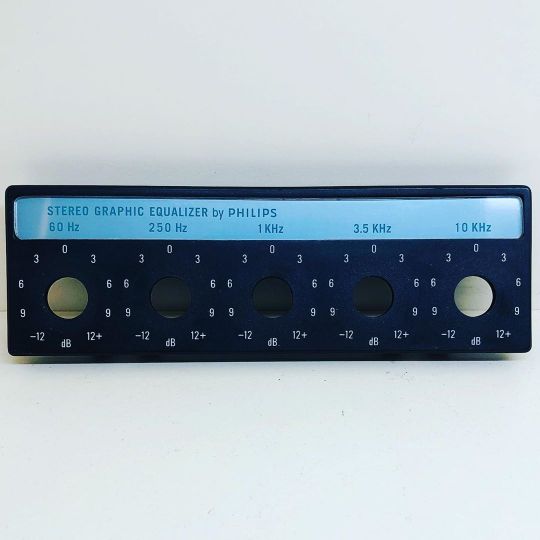 STEREO GRAPHIC EQUALIZER by PHILIPS
60 Hz 250 Hz 1 KHz 3.5 KHz 10 KHz
0 0 0 0 0
3 3 3 3 3 3 3 3 3 3
6 6 6 6 6 6 6 6 6 6
9 9 9 9 9 9 9 9 9 9
−12 12+ −12 12+ −12 12+ −12 12+ −12 12+
dB dB dB dB dB